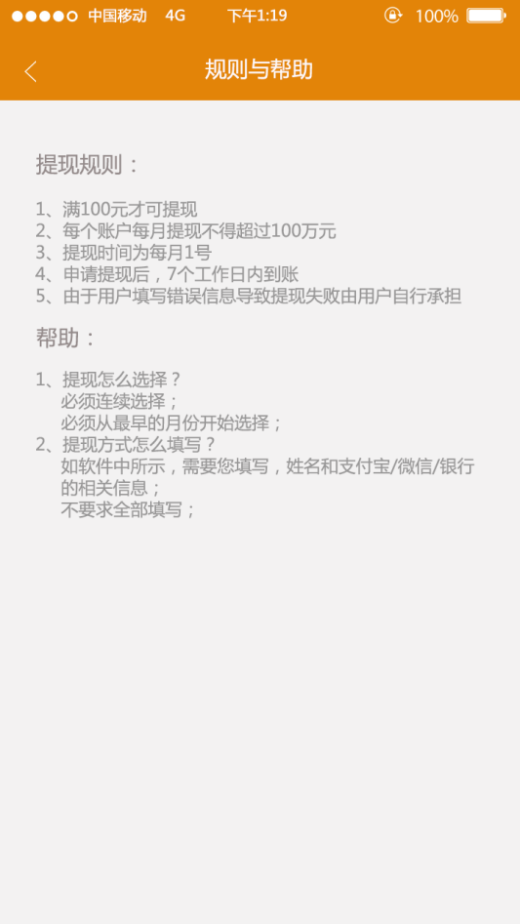 中国移动 4G 下午1:19 100%
规则与帮助
提现规则：
1、满100元才可提现
2、每个账户每月提现不得超过100万元
3、提现时间为每月1号
4、申请提现后，7个工作日内到账
5、由于用户填写错误信息导致提现失败由用户自行承担
帮助：
1、提现怎么选择？
必须连续选择；
必须从最早的月份开始选择；
2、提现方式怎么填写？
如软件中所示，需要您填写，姓名和支付宝/微信/银行
的相关信息；
不要求全部填写；